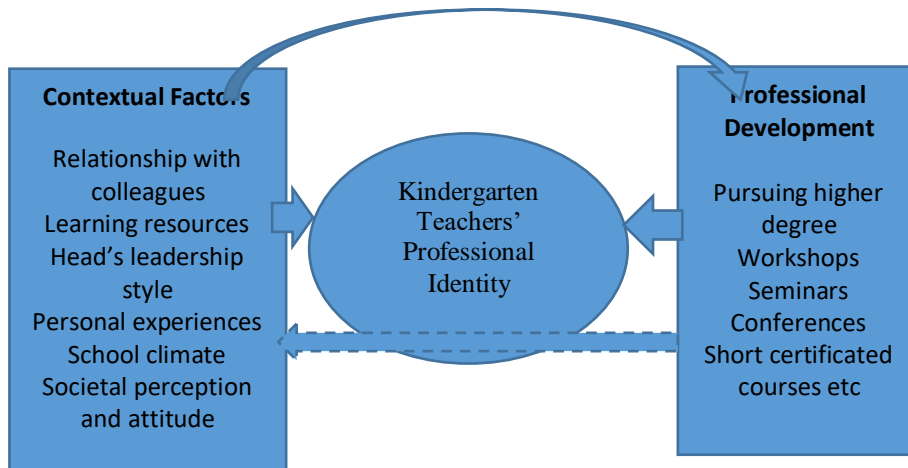 Contextual Factors
Relationship with
colleagues
Learning resources
Head's leadership
style
Personal experiences
School climate
Societal perception
and attitude
Kindergarten
Teachers'
Professional
Identity
Professional
Development
Pursuing higher
degree
Workshops
Seminars
Conferences
Short certificated
courses etc